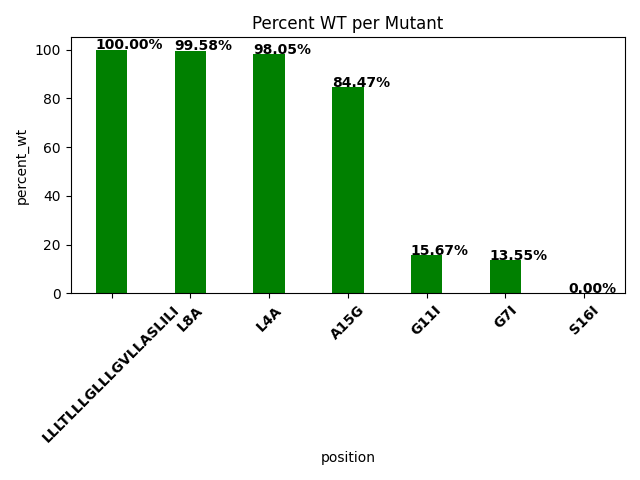 Percent WT per Mutant
100.00%
99.58%
98.05%
84.47%
15.67%
13.55%
0.00%
percent_wt
100
80
60
40
20
0
LLLTLLLGLLLGVLLASLILI
L8A
L4A
A15G
G11I
G7I
S16I
position